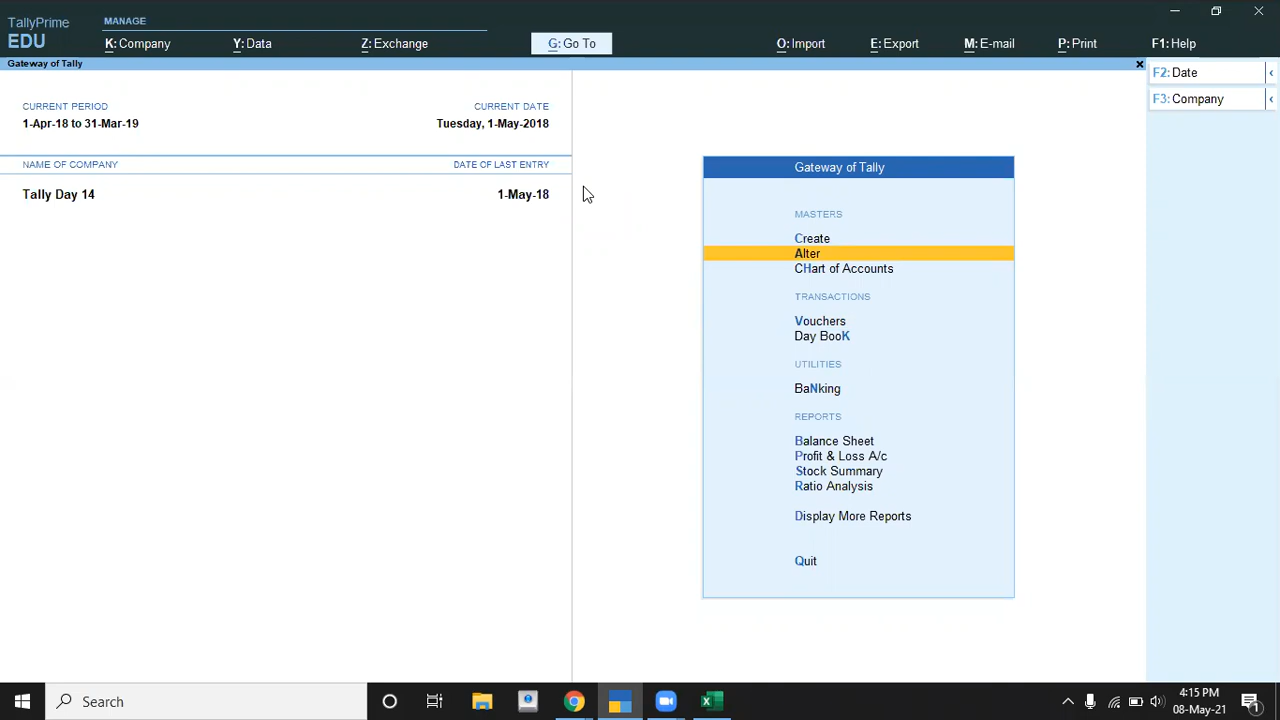 TallyPrime
EDU
MANAGE
K: Company
Y: Data
Z: Exchange
G: Go To
O: Import
E: Export
M: E-mail
P: Print
F1: Help
Gateway of Tally
F2: Date
F3: Company
CURRENT PERIOD
CURRENT DATE
1-Apr-18 to 31-Mar-19
Tuesday, 1-May-2018
NAME OF COMPANY
DATE OF LAST ENTRY
Tally Day 14
1-May-18
Gateway of Tally
MASTERS
Create
Alter
CHart of Accounts
TRANSACTIONS
Vouchers
Day BooK
UTILITIES
BaNking
REPORTS
Balance Sheet
Profit & Loss A/c
Stock Summary
Ratio Analysis
Display More Reports
Quit
Search
4:15 PM
08-May-21
1